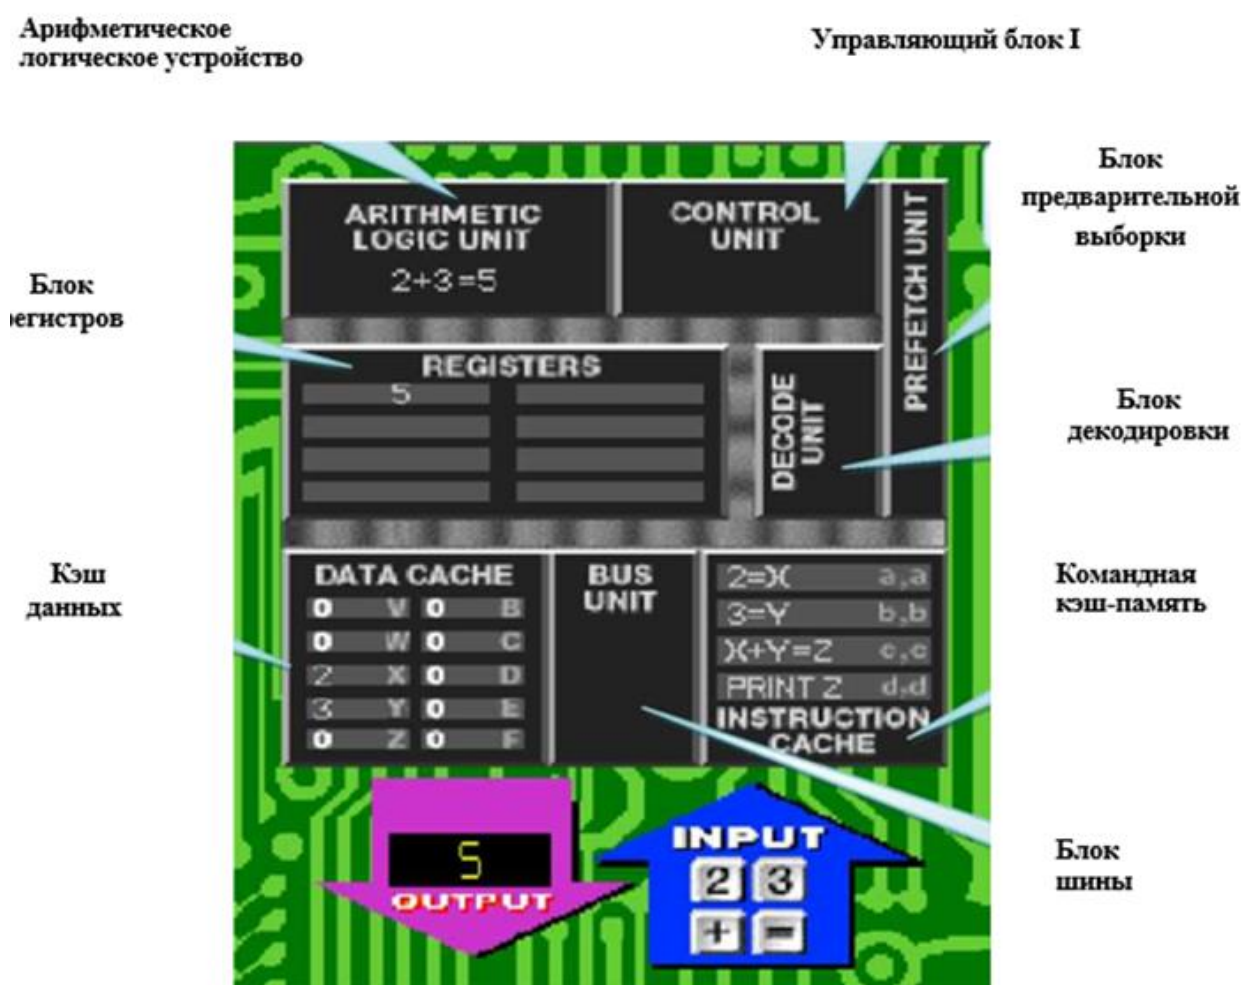 Арифметическое
логическое устройство
Управляющий блок I
Блок
предварительной
выборки
Блок
егистров
Блок
декодировки
Кэш
данных
Командная
кэш-память
Блок
шины
ARITHMETIC
LOGIC UNIT
2+3=5
CONTROL
UNIT
PREFETCH UNIT
REGISTERS
5
DECODE
UNIT
DATA CACHE
0 V 0 B
0 W 0 C
2 X 0 D
3 Y 0 E
0 Z 0 F
BUS
UNIT
2=X a,a
3=Y b,b
X+Y=Z c,c
PRINT Z d,d
INSTRUCTION
CACHE
5
OUTPUT
INPUT
2 3
+ =